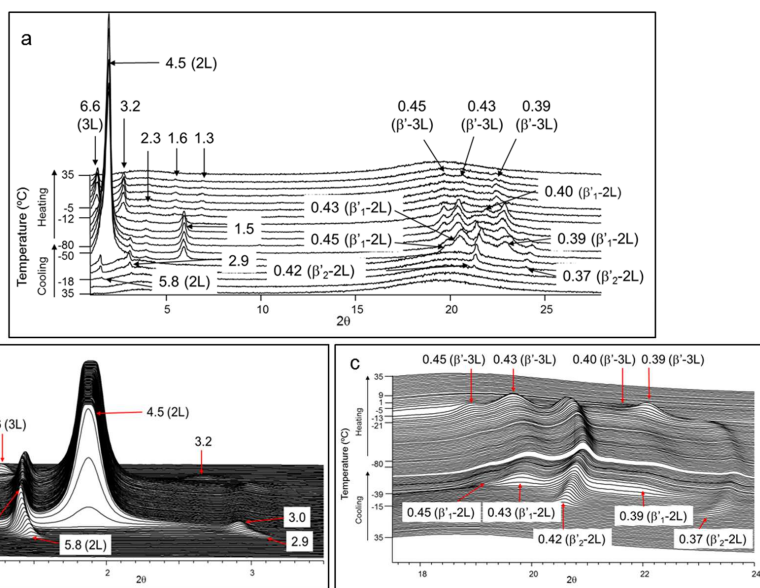 a
4.5 (2L)
6.6
(3L)
3.2
2.3
1.6
1.3
0.45
(β'-3L)
0.43
(β'-3L)
0.39
(β'-3L)
0.40 (β'₁-2L)
0.43 (β'₁-2L)
1.5
0.45 (β'₁-2L)
0.39 (β'₁-2L)
2.9
0.42 (β'₂-2L)
0.37 (β'₂-2L)
5.8 (2L)
Temperature (ºC)
Heating
Cooling
35
-5
-12
-80
-50
-18
35
5
10
15
20
25
2θ
(3L)
4.5 (2L)
3.2
3.0
2.9
5.8 (2L)
2
3
2θ
c
0.45 (β'-3L)
0.43 (β'-3L)
0.40 (β'-3L)
0.39 (β'-3L)
Temperature (ºC)
Heating
Cooling
35
9
1
-5
-13
-21
-80
-39
-15
35
0.45 (β'₁-2L)
0.43 (β'₁-2L)
0.39 (β'₁-2L)
0.42 (β'₂-2L)
0.37 (β'₂-2L)
18
20
22
24
2θ